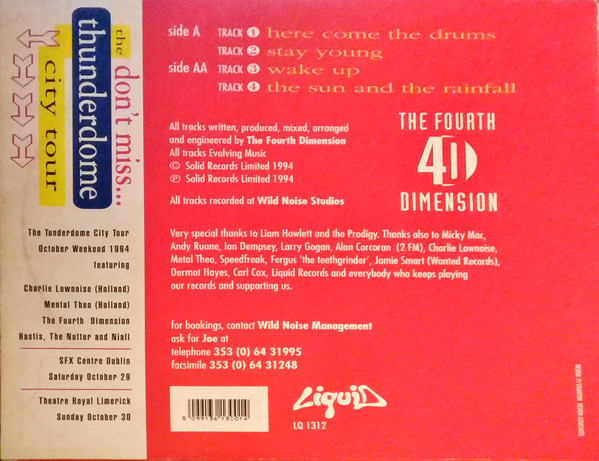 the don't miss...
thunderdome
city tour
The Tunderdome City Tour
October Weekend 1994
featuring
Charlie Lownoise (Holland)
Mental Theo (Holland)
The Fourth Dimension
Hastis, The Nutter and Niall
SFX Centre Dublin
Saturday October 29
Theatre Royal Limerick
Sunday October 30
side A TRACK 1 here come the drums
TRACK 2 stay young
side AA TRACK 3 wake up
TRACK 4 the sun and the rainfall
All tracks written, produced, mixed, arranged
and engineered by The Fourth Dimension
All tracks Evolving Music
© Solid Records Limited 1994
℗ Solid Records Limited 1994
All tracks recorded at Wild Noise Studios
THE FOURTH
4D
DIMENSION
Very special thanks to Liam Howlett and the Prodigy. Thanks also to Micky Mac,
Andy Ruane, Ian Dempsey, Larry Gogan, Alan Corcoran (2 FM), Charlie Lownoise,
Metal Theo, Speedfreak, Fergus 'the teethgrinder', Jamie Smart (Wanted Records),
Dermot Hayes, Carl Cox, Liquid Records and everybody who keeps playing
our records and supporting us.
for bookings, contact Wild Noise Management
ask for Joe at
telephone 353 (0) 64 31995
facsimile 353 (0) 64 31248
5 099136 130014
Liquid
LQ 1312